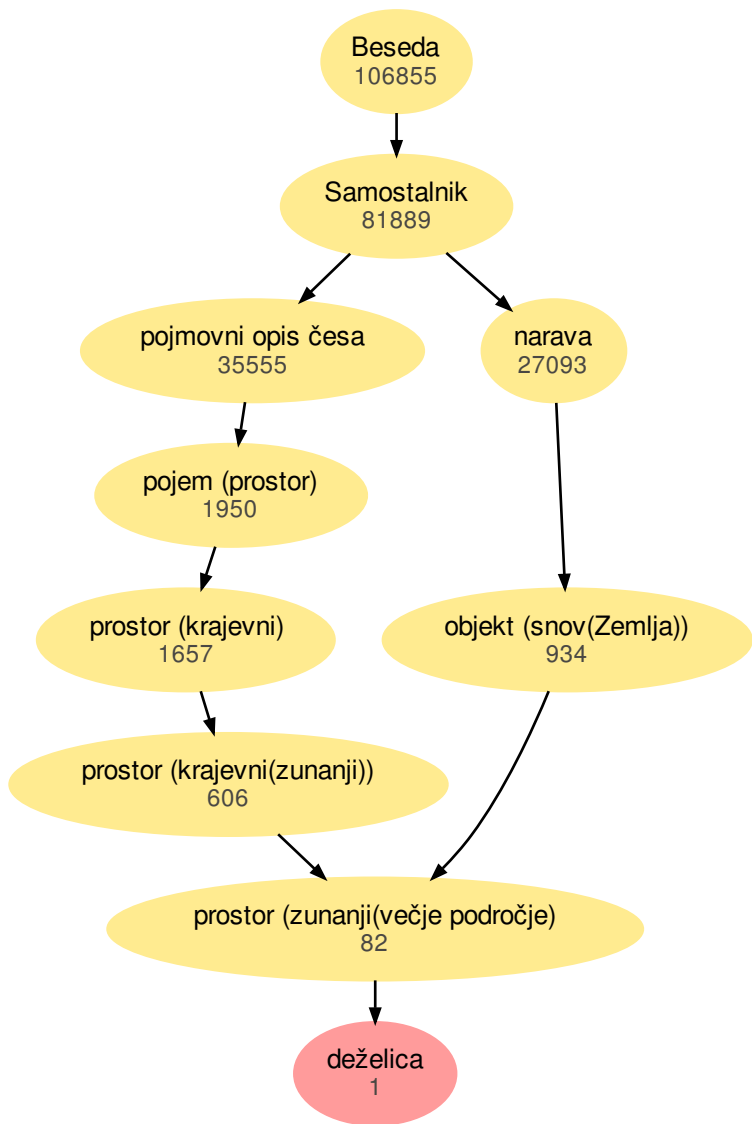 Beseda
106855
Samostalnik
81889
pojmovni opis česa
35555
narava
27093
pojem (prostor)
1950
prostor (krajevni)
1657
objekt (snov(Zemlja))
934
prostor (krajevni(zunanji))
606
prostor (zunanji(večje področje)
82
deželica
1